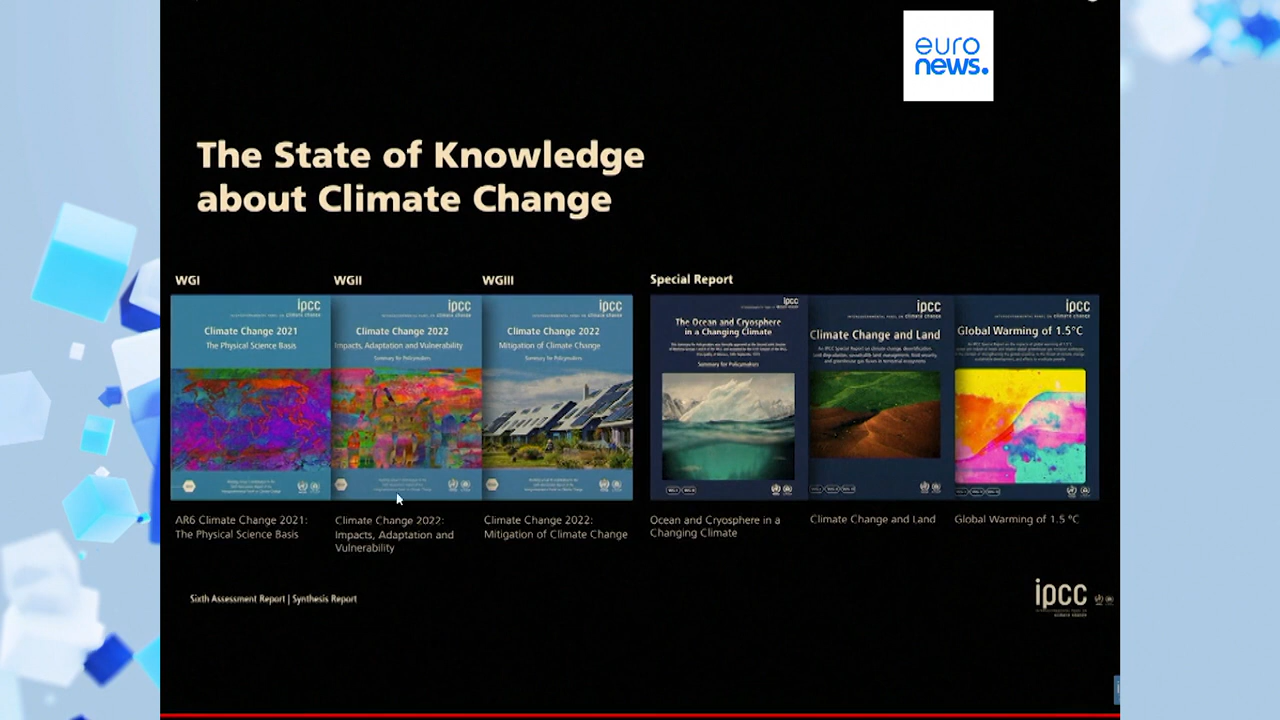 euro
news.
The State of Knowledge
about Climate Change
WGI
WGII
WGIII
Special Report
ipcc
Climate Change 2021
The Physical Science Basis
ipcc
Climate Change 2022
Impacts, Adaptation and Vulnerability
Summary for Policymakers
ipcc
Climate Change 2022
Mitigation of Climate Change
Summary for Policymakers
ipcc
The Ocean and Cryosphere
in a Changing Climate
Summary for Policymakers
ipcc
Climate Change and Land
ipcc
Global Warming of 1.5°C
AR6 Climate Change 2021:
The Physical Science Basis
Climate Change 2022:
Impacts, Adaptation and
Vulnerability
Climate Change 2022:
Mitigation of Climate Change
Ocean and Cryosphere in a
Changing Climate
Climate Change and Land
Global Warming of 1.5 °C
Sixth Assessment Report | Synthesis Report
ipcc